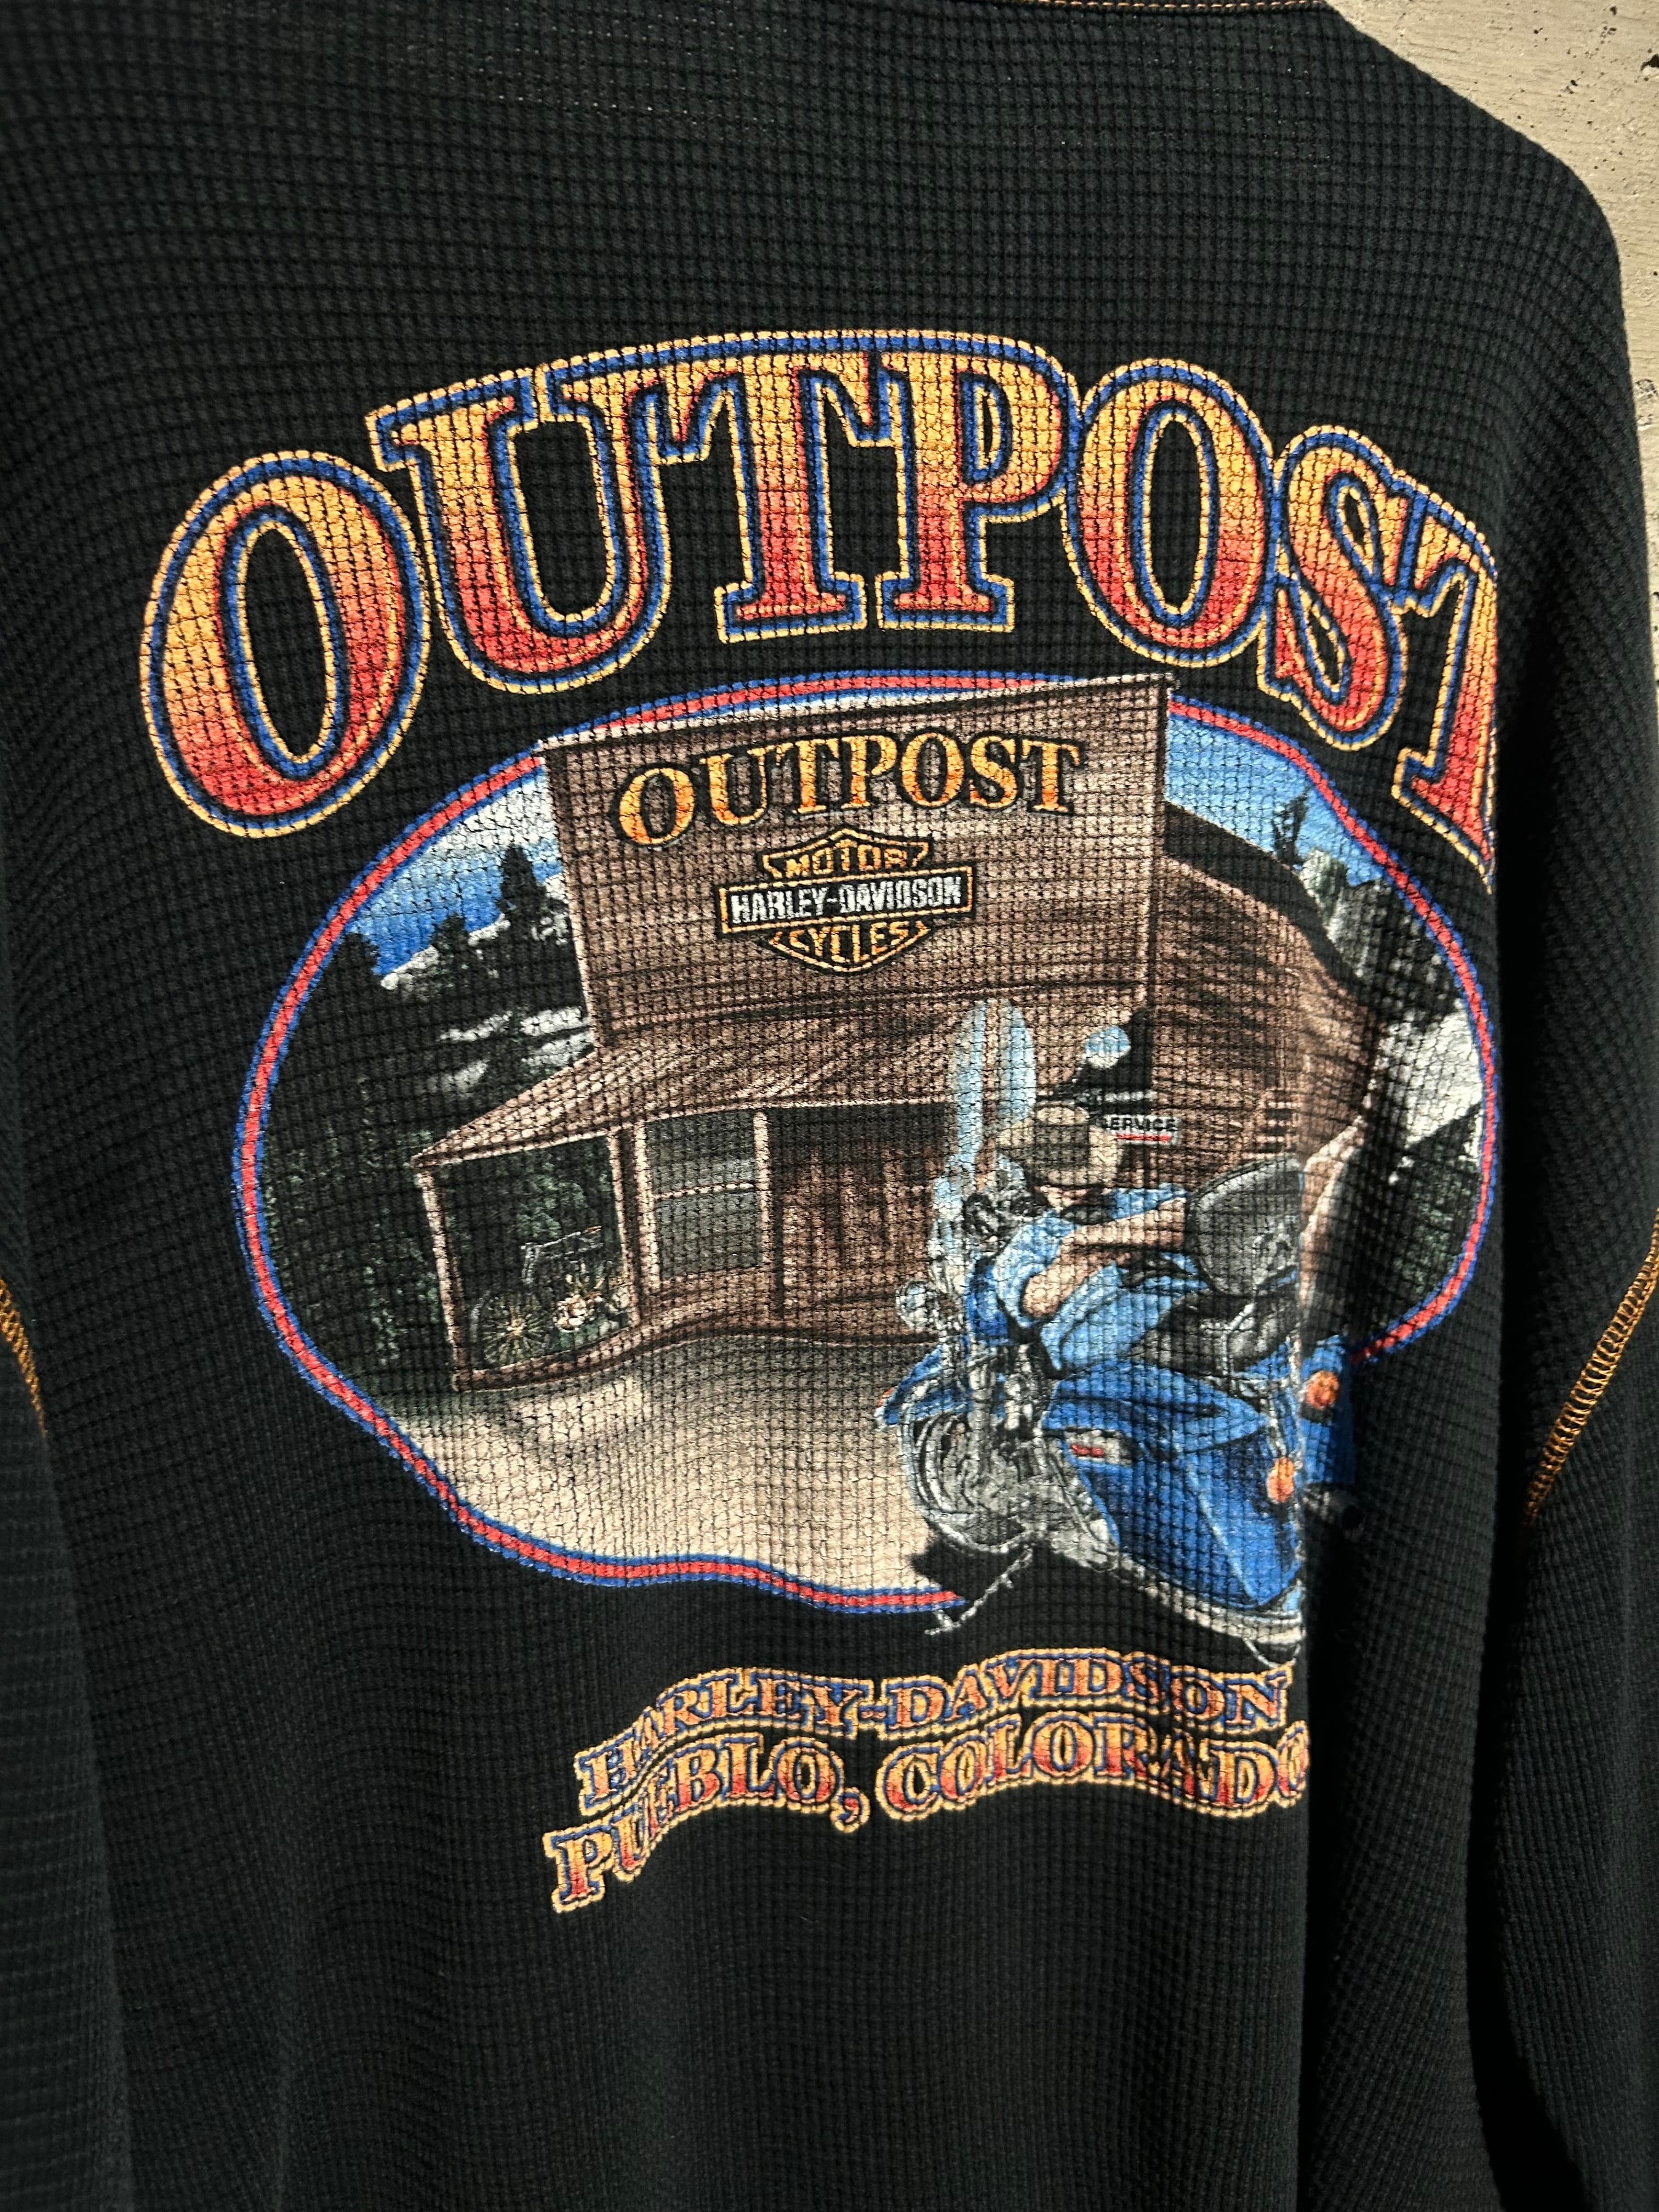 OUTPOST
OUTPOST
MOTOR
HARLEY-DAVIDSON
CYCLES
SERVICE
HARLEY-DAVIDSON
PUEBLO, COLORADO